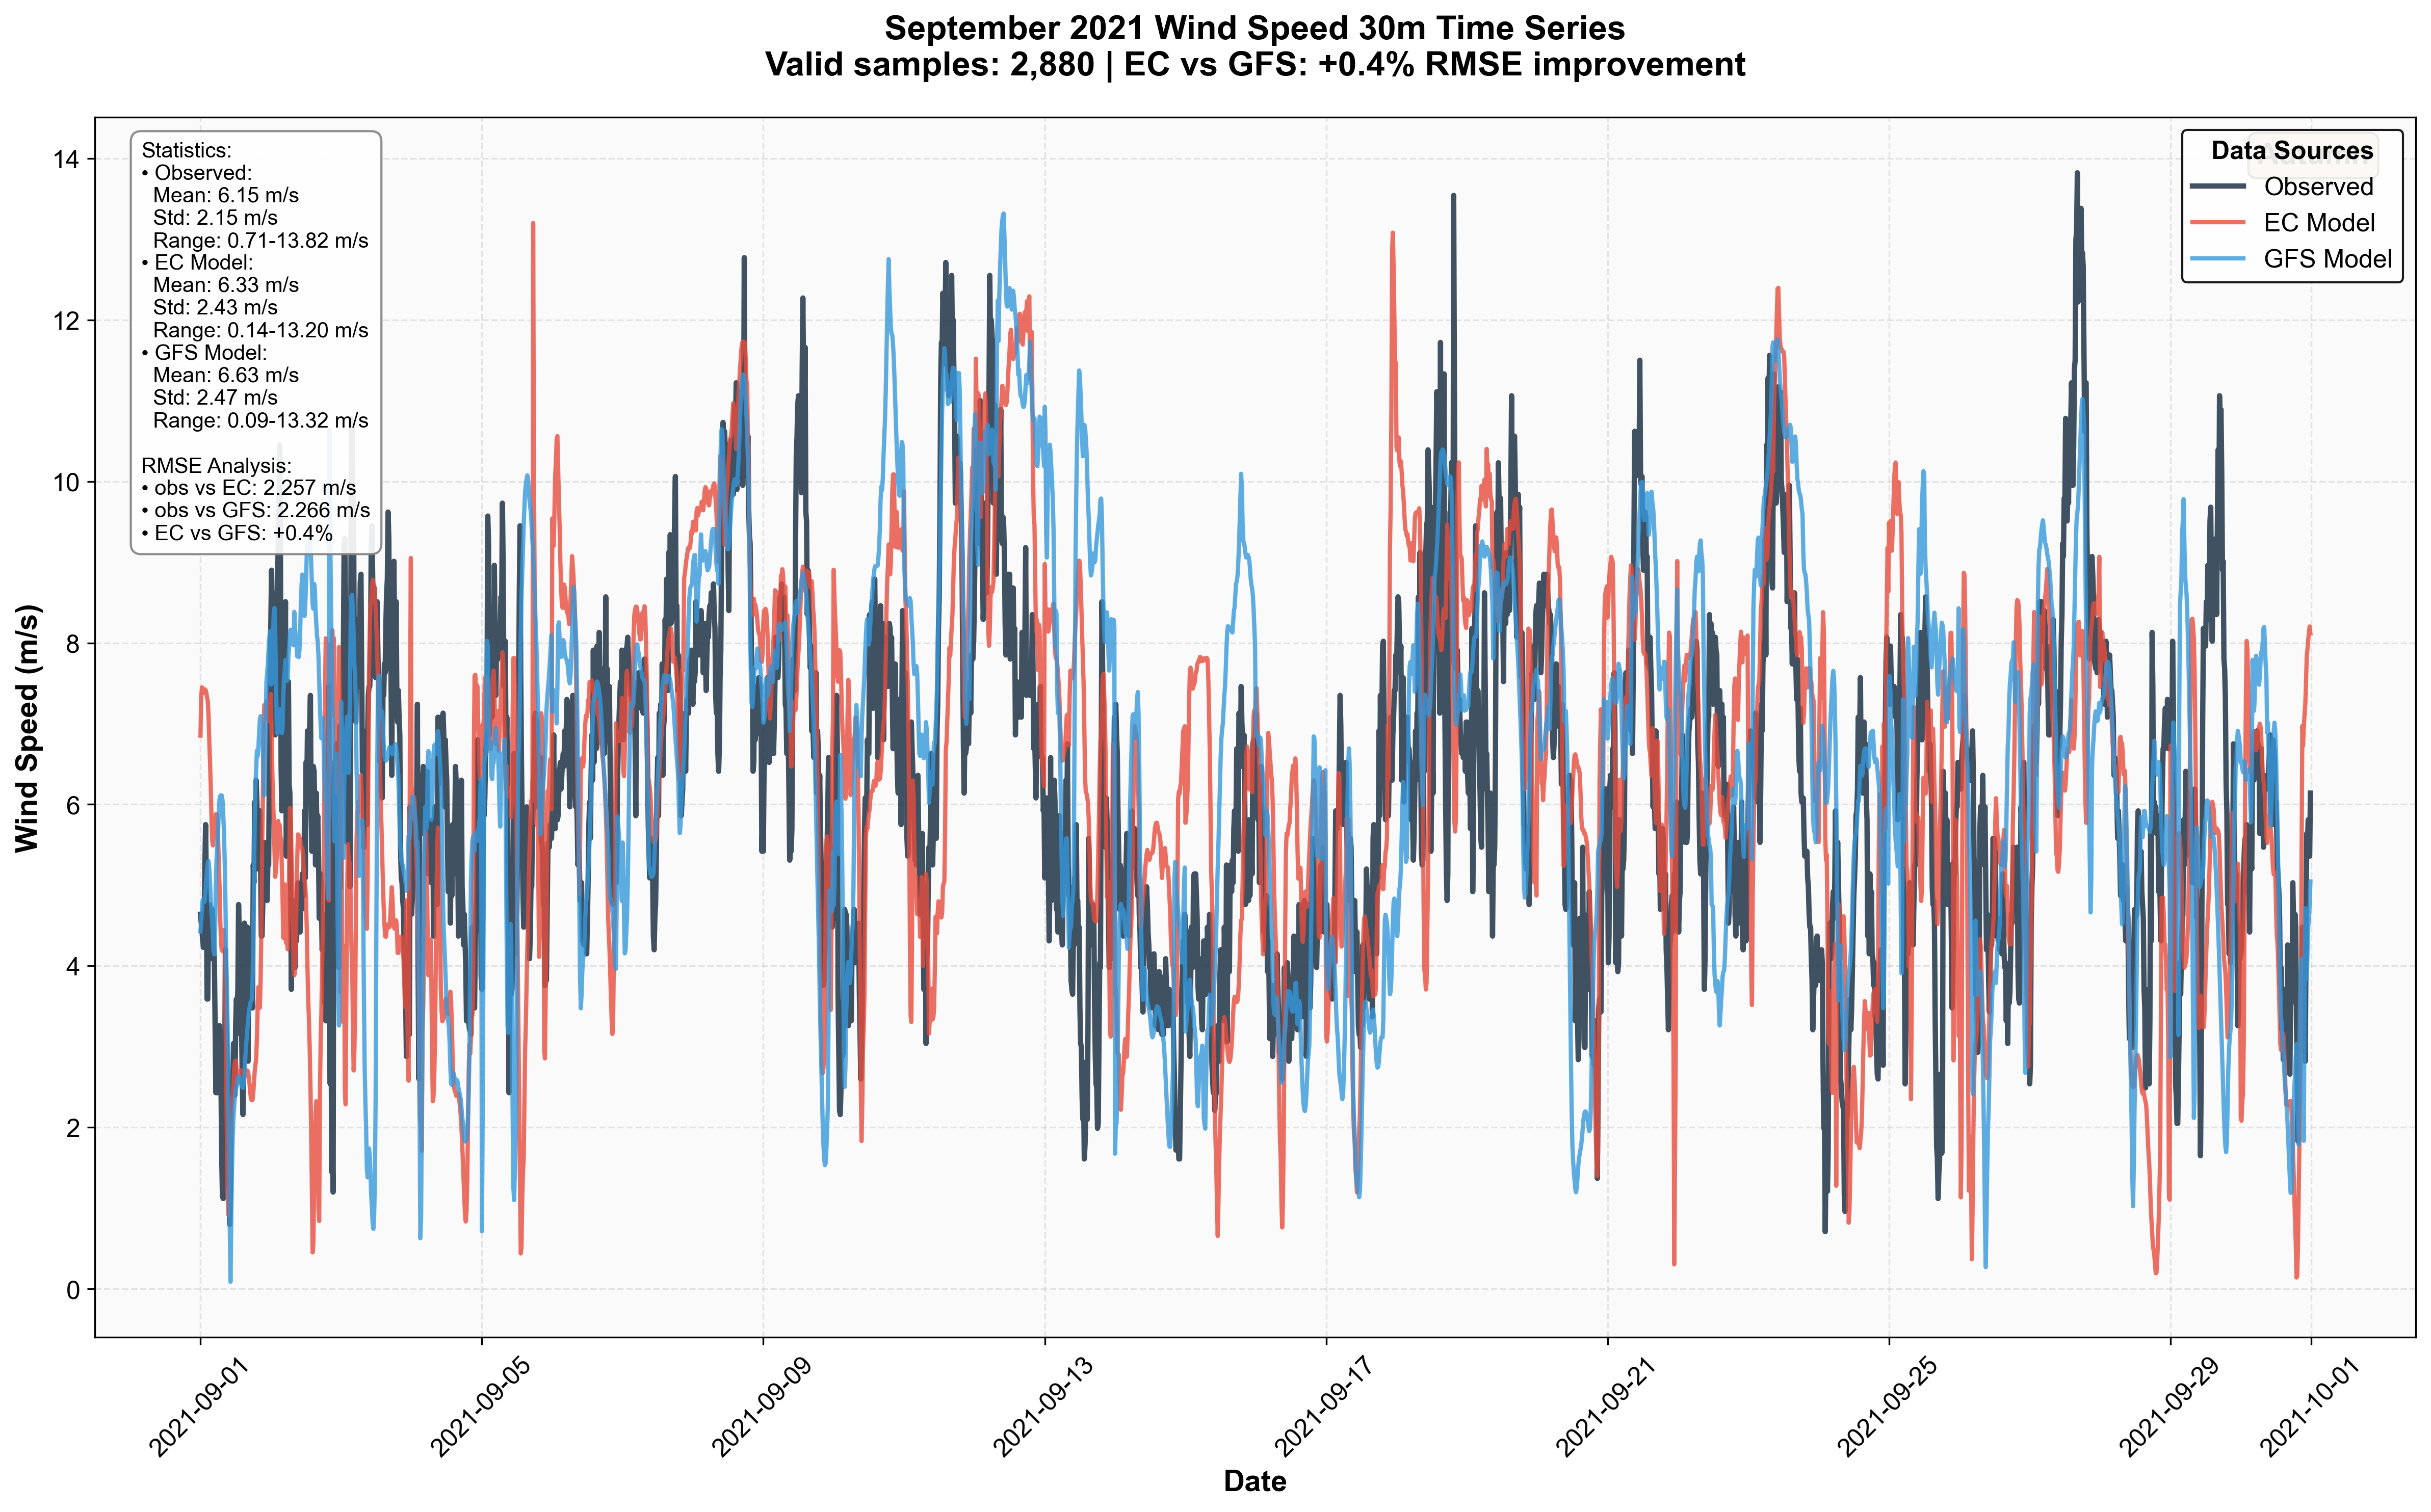 September 2021 Wind Speed 30m Time Series
Valid samples: 2,880 | EC vs GFS: +0.4% RMSE improvement
Statistics:
• Observed:
Mean: 6.15 m/s
Std: 2.15 m/s
Range: 0.71-13.82 m/s
• EC Model:
Mean: 6.33 m/s
Std: 2.43 m/s
Range: 0.14-13.20 m/s
• GFS Model:
Mean: 6.63 m/s
Std: 2.47 m/s
Range: 0.09-13.32 m/s
RMSE Analysis:
• obs vs EC: 2.257 m/s
• obs vs GFS: 2.266 m/s
• EC vs GFS: +0.4%
Data Sources
Observed
EC Model
GFS Model
Wind Speed (m/s)
14
12
10
8
6
4
2
0
2021-09-01
2021-09-05
2021-09-09
2021-09-13
2021-09-17
2021-09-21
2021-09-25
2021-09-29
2021-10-01
Date